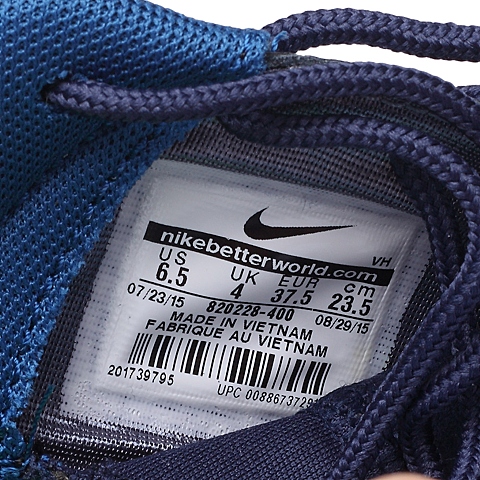 VH
nikebetterworld.com
US UK EUR cm
6.5 4 37.5 23.5
07/23/15 820228-400 08/29/15
MADE IN VIETNAM
FABRIQUE AU VIETNAM
201739795
UPC